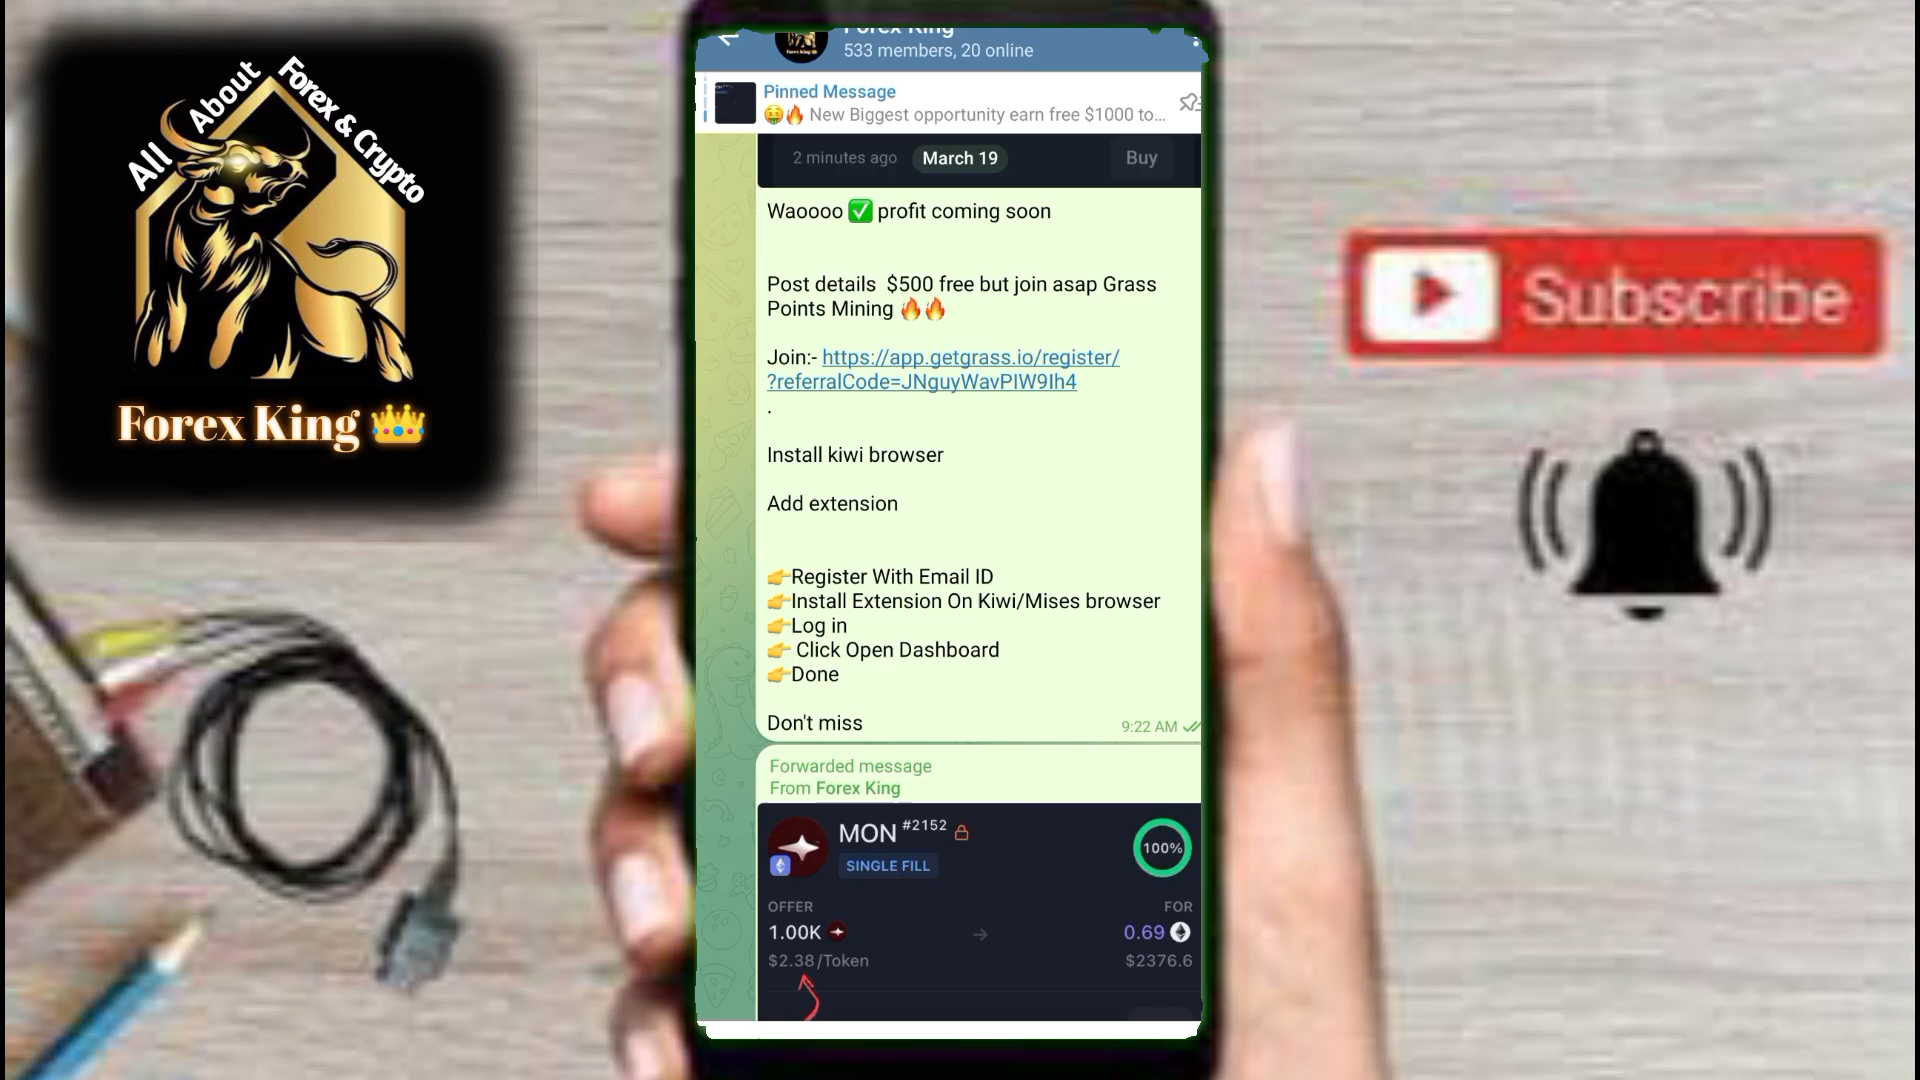 All About Forex & Crypto
Forex King 👑
Forex King
533 members, 20 online
Pinned Message
🤑🔥 New Biggest opportunity earn free $1000 to...
2 minutes ago
March 19
Buy
Waoooo ✅ profit coming soon
Post details $500 free but join asap Grass
Points Mining 🔥🔥
Join:- https://app.getgrass.io/register/
?referralCode=JNguyWavPIW9Ih4
.
Install kiwi browser
Add extension
👉Register With Email ID
👉Install Extension On Kiwi/Mises browser
👉Log in
👉 Click Open Dashboard
👉Done
Don't miss
9:22 AM
Forwarded message
From Forex King
MON #2152
SINGLE FILL
100%
OFFER
FOR
1.00K
0.69
$2.38/Token
$2376.6
Subscribe